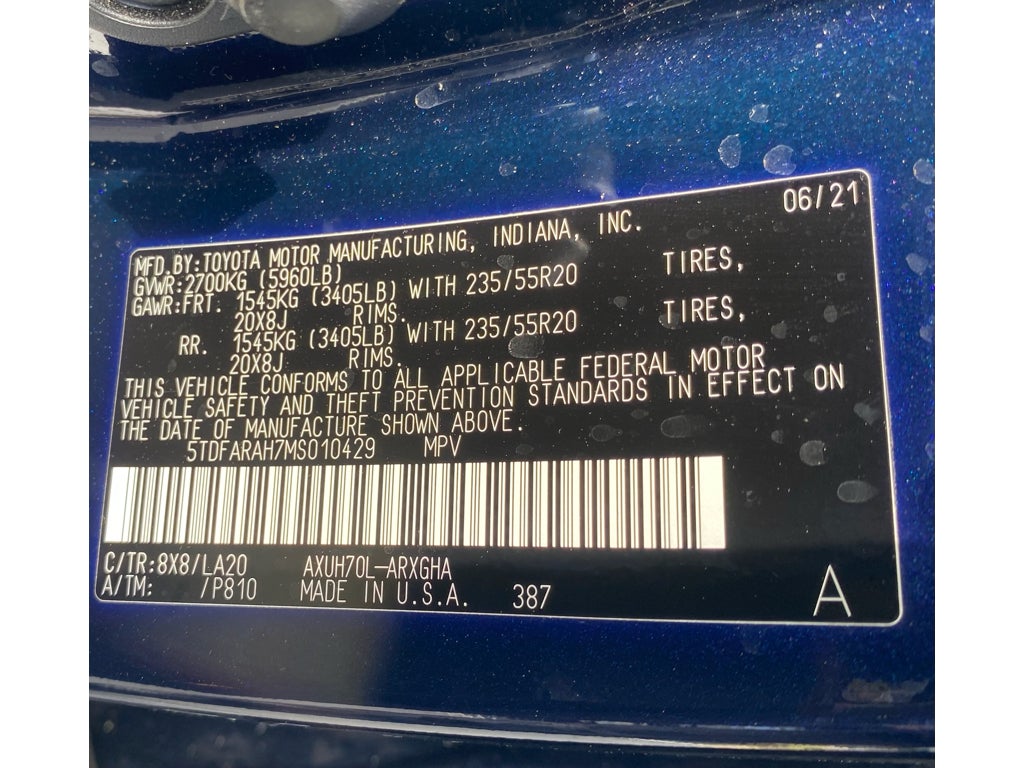 06/21
MFD.BY:TOYOTA MOTOR MANUFACTURING, INDIANA, INC.
GVWR:2700KG (5960LB)
GAWR:FRT. 1545KG (3405LB) WITH 235/55R20 TIRES,
20X8J RIMS.
RR. 1545KG (3405LB) WITH 235/55R20 TIRES,
20X8J RIMS.
THIS VEHICLE CONFORMS TO ALL APPLICABLE FEDERAL MOTOR
VEHICLE SAFETY AND THEFT PREVENTION STANDARDS IN EFFECT ON
THE DATE OF MANUFACTURE SHOWN ABOVE.
5TDFARAH7MS010429 MPV
C/TR:8X8/LA20 AXUH70L-ARXGHA
A/TM: /P810 MADE IN U.S.A. 387 A